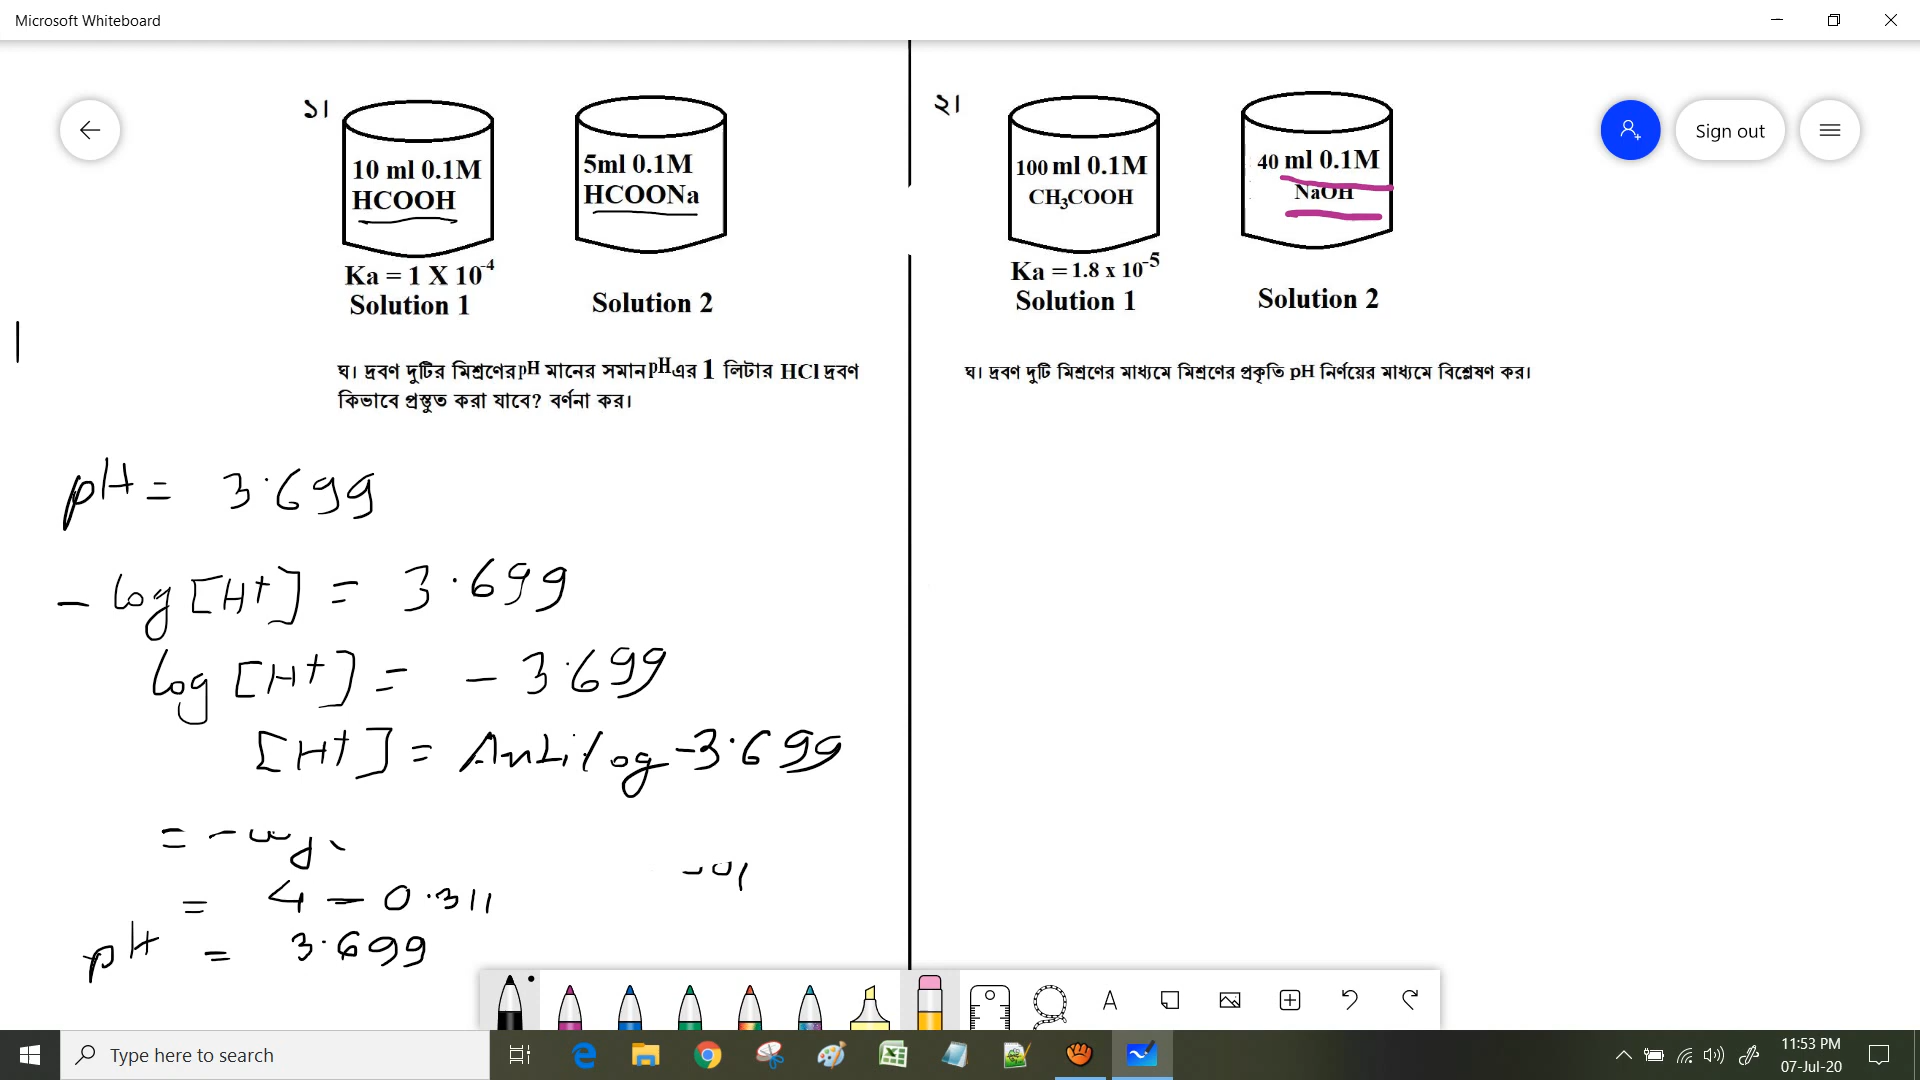 Microsoft Whiteboard
Sign out
১।
10 ml 0.1M
HCOOH
Ka = 1 X 10⁻⁴
Solution 1
5ml 0.1M
HCOONa
Solution 2
ঘ। দ্রবণ দুটির মিশ্রণের pH মানের সমান pH এর 1 লিটার HCl দ্রবণ
কিভাবে প্রস্তুত করা যাবে? বর্ণনা কর।
pH = 3.699
- log [H⁺] = 3.699
log [H⁺] = - 3.699
[H⁺] = Antilog -3.699
= 4 - 0.311
pH = 3.699
২।
100 ml 0.1M
CH₃COOH
Ka = 1.8 x 10⁻⁵
Solution 1
40 ml 0.1M
NaOH
Solution 2
ঘ। দ্রবণ দুটি মিশ্রণের মাধ্যমে মিশ্রণের প্রকৃতি pH নির্ণয়ের মাধ্যমে বিশ্লেষণ কর।
Type here to search
11:53 PM
07-Jul-20